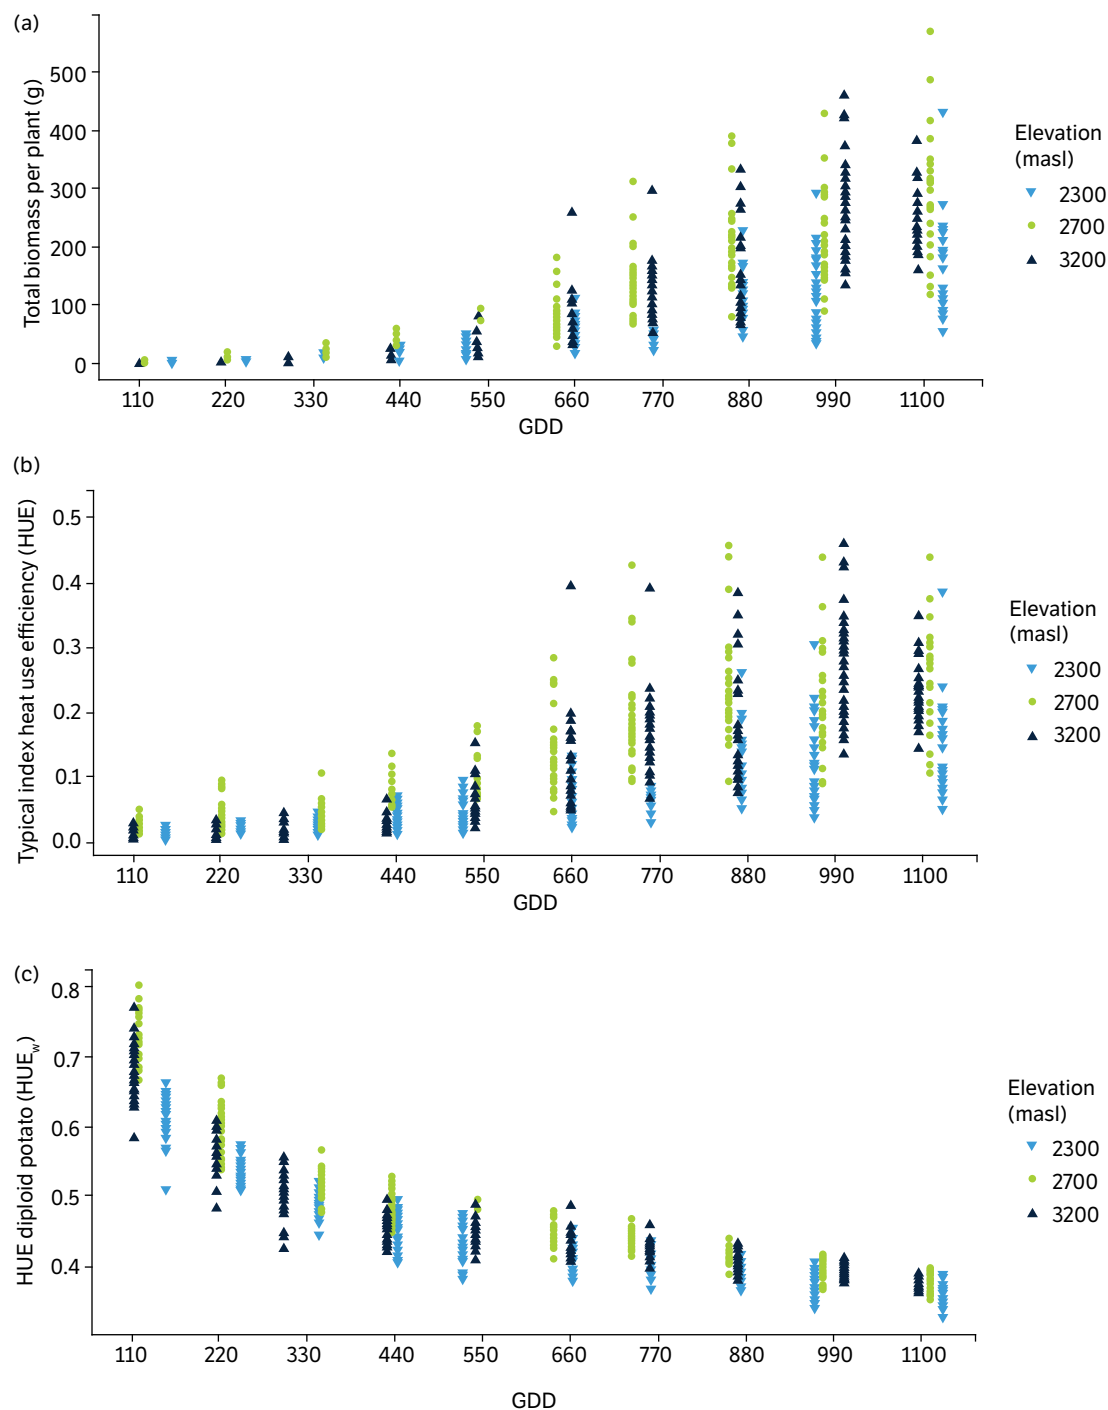 (a)
Total biomass per plant (g)
500
400
300
200
100
0
110 220 330 440 550 660 770 880 990 1100
GDD
Elevation
(masl)
2300
2700
3200
(b)
Typical index heat use efficiency (HUE)
0.5
0.4
0.3
0.2
0.1
0.0
110 220 330 440 550 660 770 880 990 1100
GDD
Elevation
(masl)
2300
2700
3200
(c)
HUE diploid potato (HUEw)
0.8
0.7
0.6
0.5
0.4
110 220 330 440 550 660 770 880 990 1100
GDD
Elevation
(masl)
2300
2700
3200